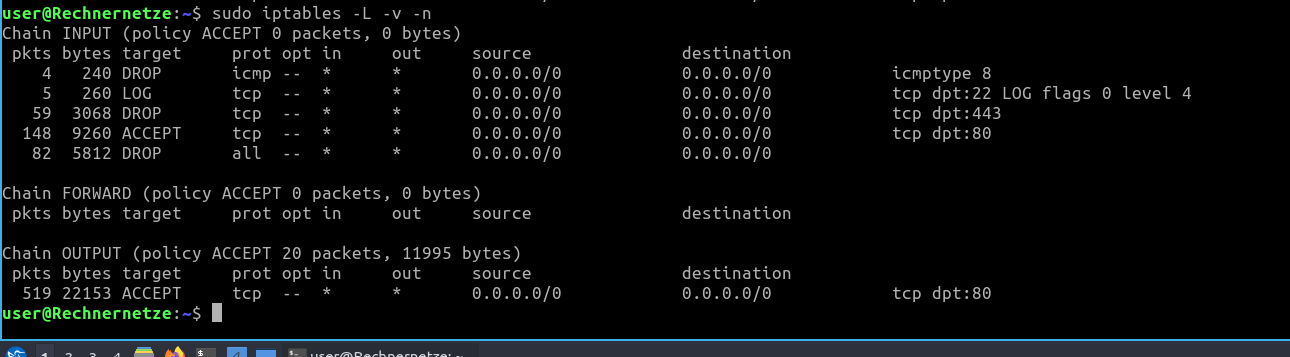 user@Rechnernetze:~$ sudo iptables -L -v -n
Chain INPUT (policy ACCEPT 0 packets, 0 bytes)
 pkts bytes target     prot opt in     out     source               destination
    4   240 DROP       icmp --  *      *       0.0.0.0/0            0.0.0.0/0            icmptype 8
    5   260 LOG        tcp  --  *      *       0.0.0.0/0            0.0.0.0/0            tcp dpt:22 LOG flags 0 level 4
   59  3068 DROP       tcp  --  *      *       0.0.0.0/0            0.0.0.0/0            tcp dpt:443
  148  9260 ACCEPT     tcp  --  *      *       0.0.0.0/0            0.0.0.0/0            tcp dpt:80
   82  5812 DROP       all  --  *      *       0.0.0.0/0            0.0.0.0/0
Chain FORWARD (policy ACCEPT 0 packets, 0 bytes)
 pkts bytes target     prot opt in     out     source               destination
Chain OUTPUT (policy ACCEPT 20 packets, 11995 bytes)
 pkts bytes target     prot opt in     out     source               destination
  519 22153 ACCEPT     tcp  --  *      *       0.0.0.0/0            0.0.0.0/0            tcp dpt:80
user@Rechnernetze:~$
1 2 3 4 user@Rechnernetze: ~